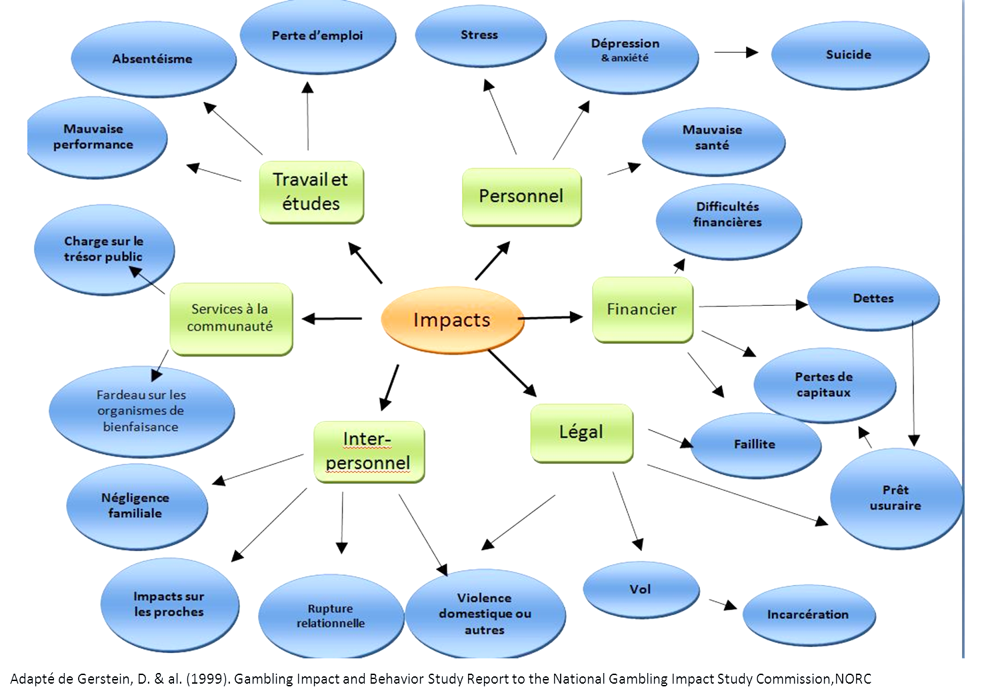 Perte d’emploi
Stress
Dépression
& anxiété
Suicide
Absentéisme
Mauvaise
performance
Mauvaise
santé
Travail et
études
Personnel
Difficultés
financières
Charge sur le
trésor public
Services à la
communauté
Impacts
Financier
Dettes
Pertes de
capitaux
Fardeau sur les
organismes de
bienfaisance
Inter-
personnel
Légal
Faillite
Prêt
usuraire
Négligence
familiale
Impacts sur
les proches
Rupture
relationnelle
Violence
domestique ou
autres
Vol
Incarcération
Adapté de Gerstein, D. & al. (1999). Gambling Impact and Behavior Study Report to the National Gambling Impact Study Commission,NORC